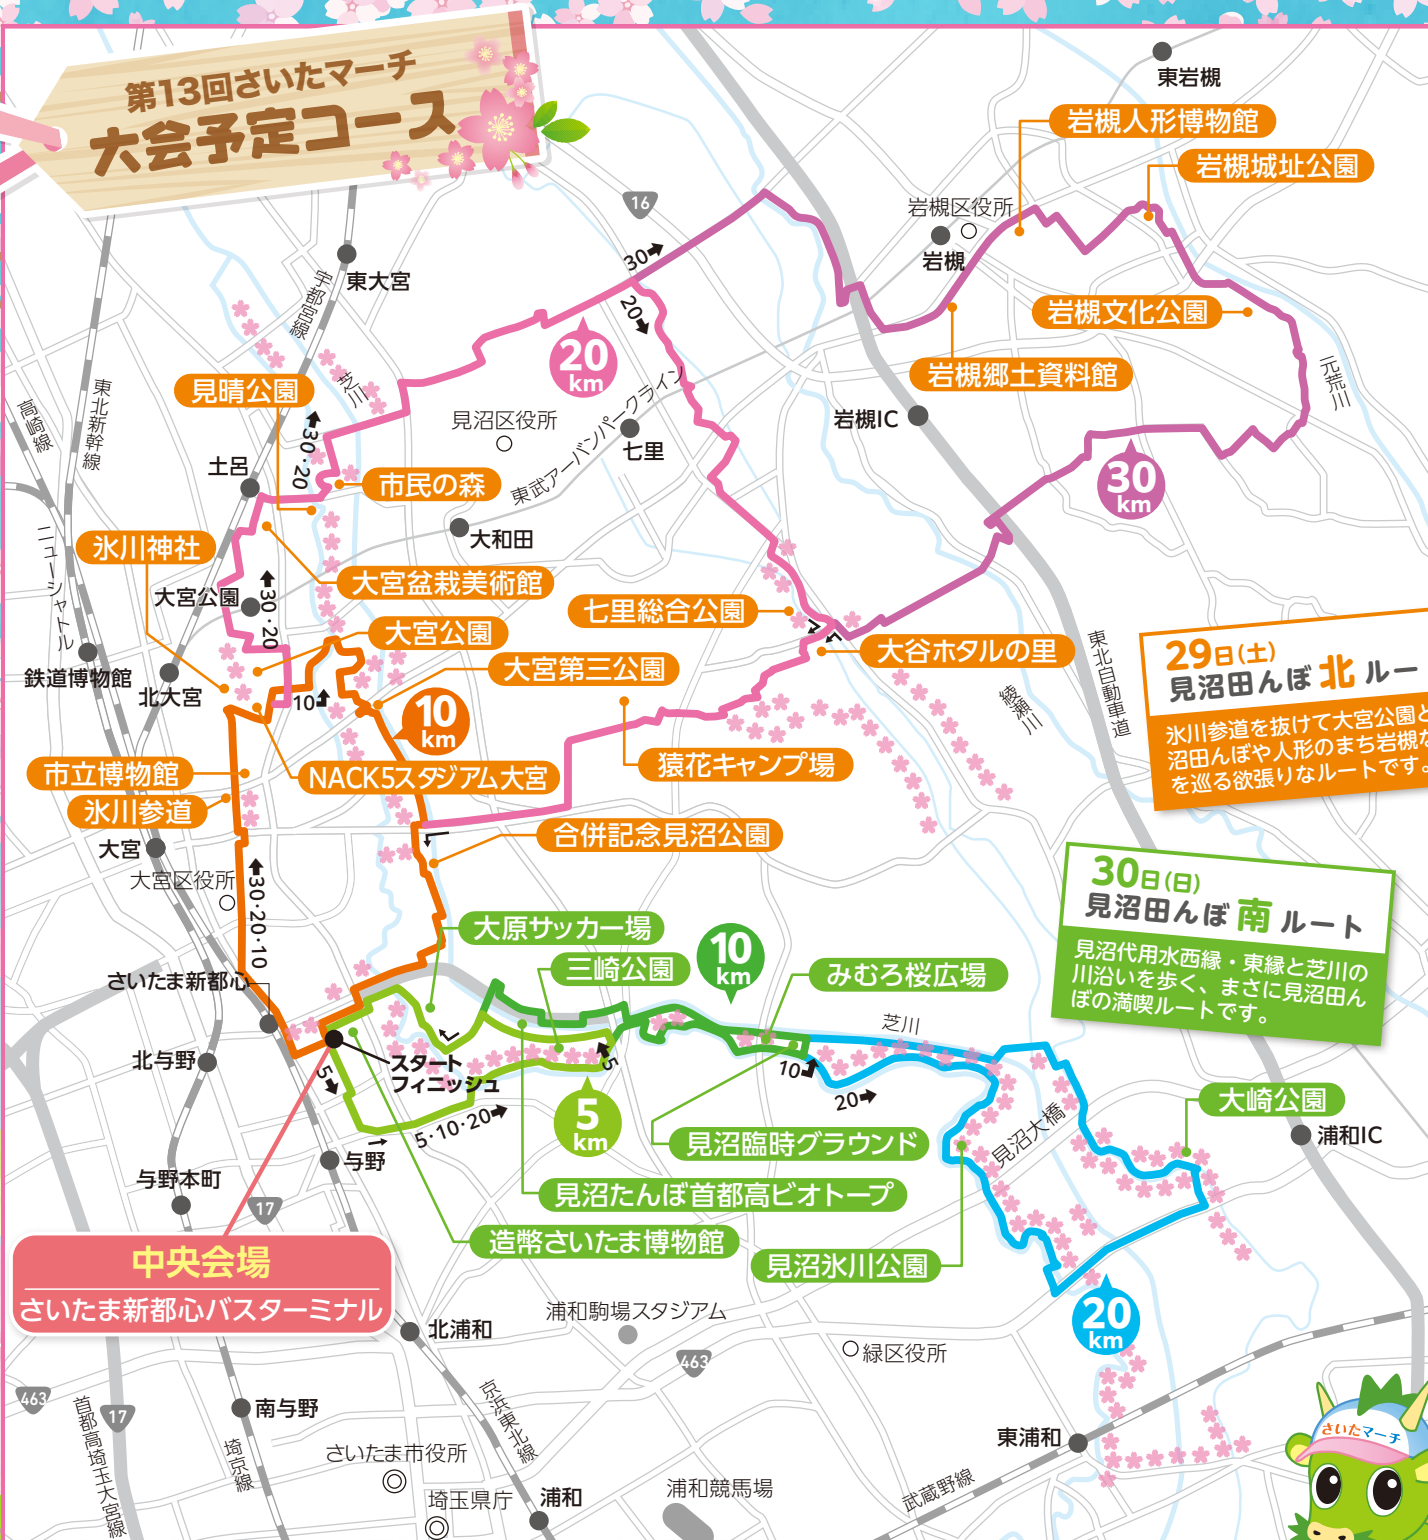 第13回さいたマーチ
大会予定コース
東岩槻
岩槻人形博物館
岩槻城址公園
16
岩槻区役所
岩槻
30
東大宮
宇都宮線
20
岩槻文化公園
20
km
岩槻郷土資料館
元荒川
見晴公園
芝川
高崎線
東北新幹線
30・20
見沼区役所
東武アーバンパークライン
七里
岩槻IC
土呂
市民の森
30
km
氷川神社
大和田
ニューシャトル
大宮盆栽美術館
大宮公園
30・20
七里総合公園
大宮公園
大谷ホタルの里
大宮第三公園
鉄道博物館
北大宮
10
10
km
綾瀬川
東北自動車道
29日(土)
見沼田んぼ北ルー
氷川参道を抜けて大宮公園と
沼田んぼや人形のまち岩槻な
を巡る欲張りなルートです。
猿花キャンプ場
市立博物館
NACK5スタジアム大宮
氷川参道
合併記念見沼公園
大宮
大宮区役所
30・20・10
30日(日)
見沼田んぼ南ルート
見沼代用水西縁・東縁と芝川の
川沿いを歩く、まさに見沼田ん
ぼの満喫ルートです。
大原サッカー場
10
km
三崎公園
みむろ桜広場
さいたま新都心
芝川
北与野
スタート
フィニッシュ
5
5
10
20
5
km
5・10・20
大崎公園
見沼大橋
浦和IC
見沼臨時グラウンド
与野
与野本町
見沼たんぼ首都高ビオトープ
17
造幣さいたま博物館
見沼氷川公園
中央会場
さいたま新都心バスターミナル
浦和駒場スタジアム
北浦和
20
km
緑区役所
463
463
17
首都高埼玉大宮線
南与野
京浜東北線
さいたマーチ
東浦和
埼京線
さいたま市役所
武蔵野線
浦和競馬場
埼玉県庁
浦和